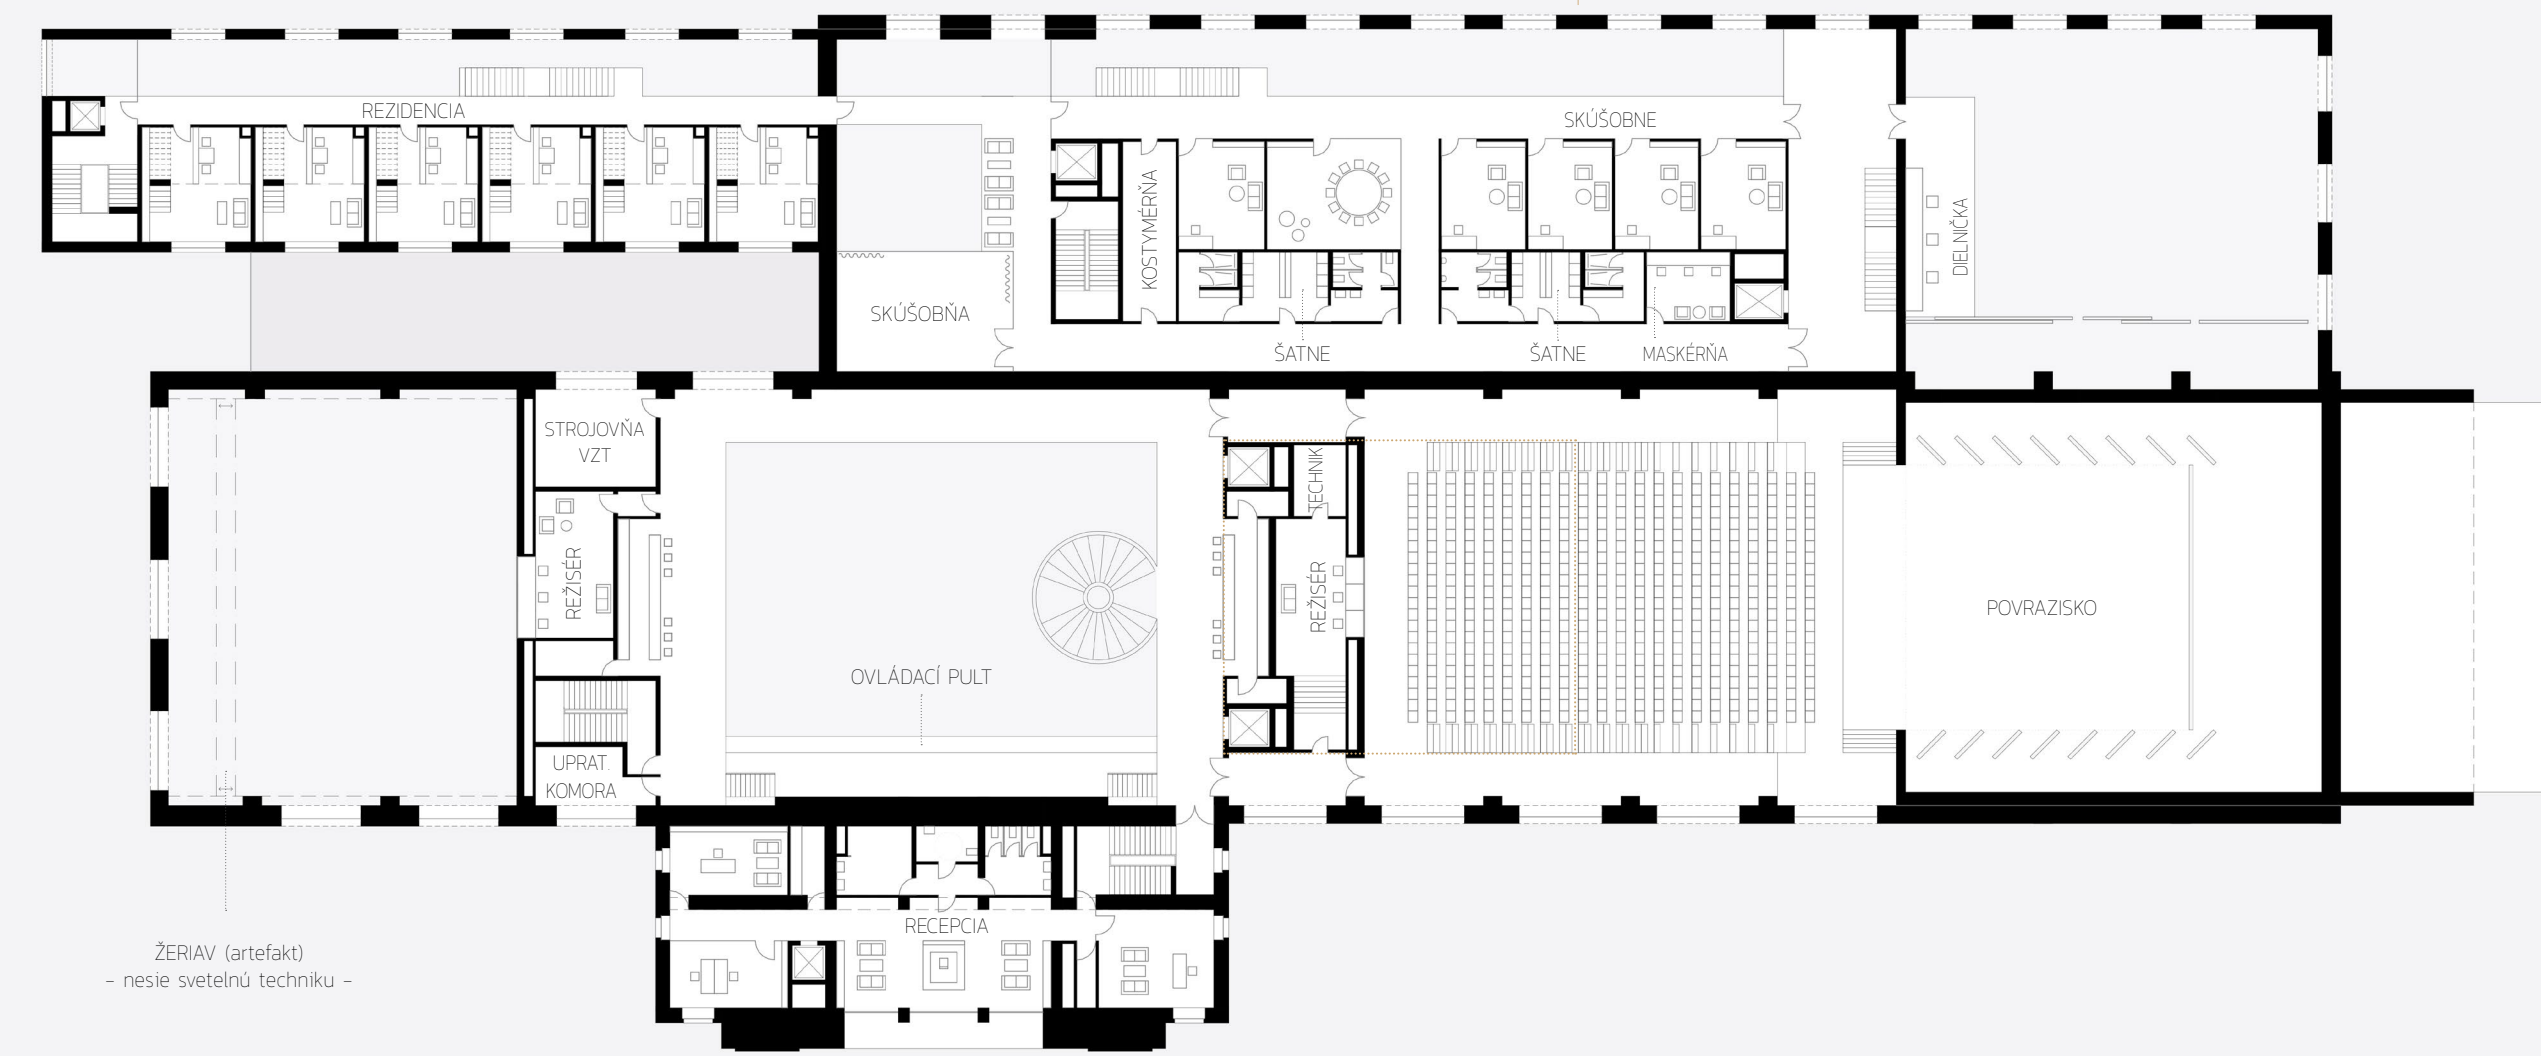 REZIDENCIA
SKÚŠOBNE
KOSTYMÉRŇA
DIELNIČKA
SKÚŠOBŇA
ŠATNE
ŠATNE
MASKÉRŇA
STROJOVŇA
VZT
TECHNIK
REŽISÉR
REŽISÉR
POVRAZISKO
OVLÁDACÍ PULT
UPRAT.
KOMORA
RECEPCIA
ŽERIAV (artefakt)
- nesie svetelnú techniku -